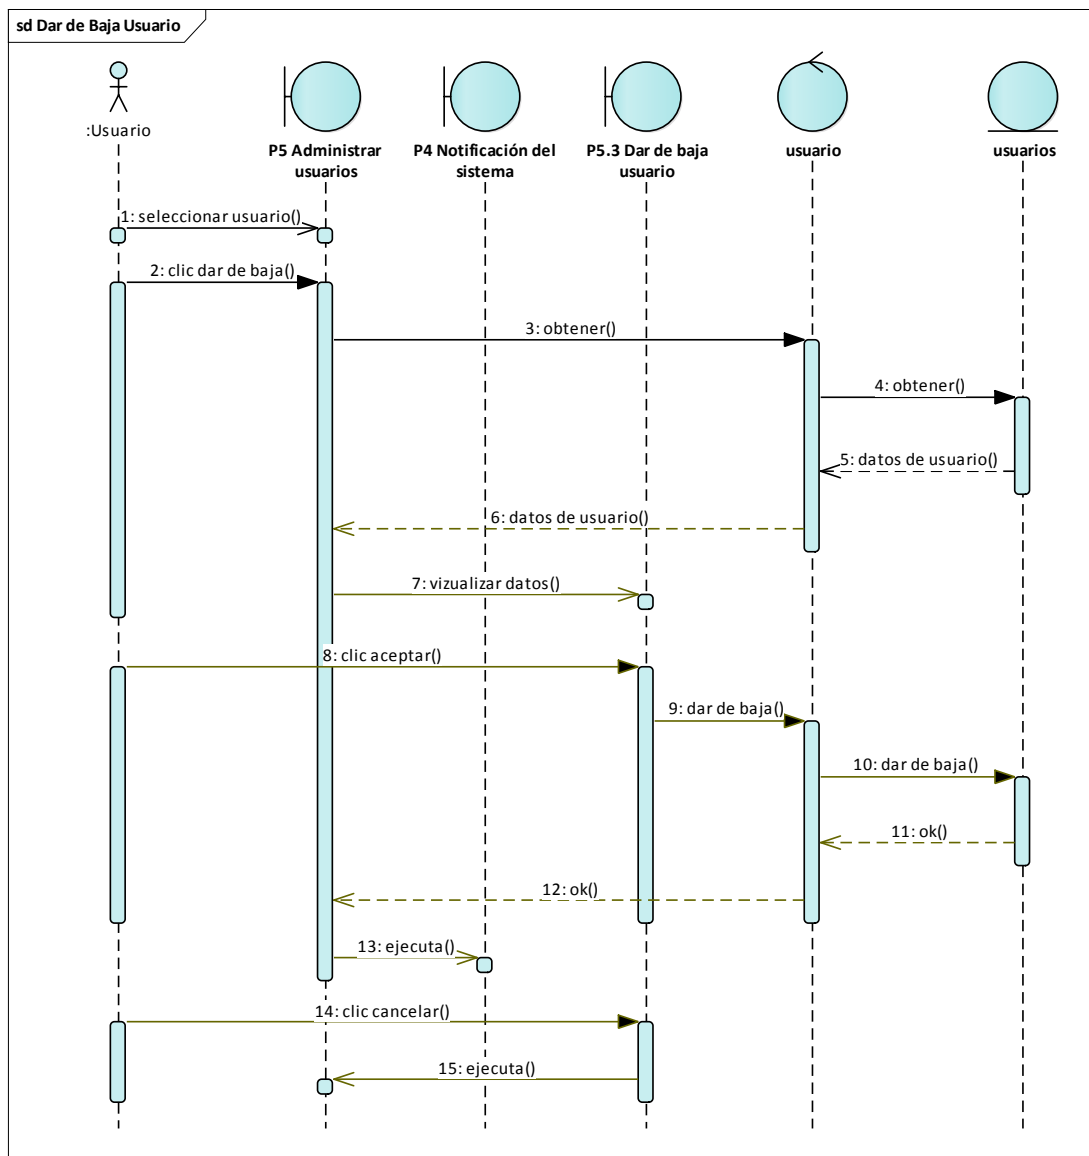 sd Dar de Baja Usuario
:Usuario
P5 Administrar
usuarios
P4 Notificación del
sistema
P5.3 Dar de baja
usuario
usuario
usuarios
1: seleccionar usuario()
2: clic dar de baja()
3: obtener()
4: obtener()
5: datos de usuario()
6: datos de usuario()
7: vizualizar datos()
8: clic aceptar()
9: dar de baja()
10: dar de baja()
11: ok()
12: ok()
13: ejecuta()
14: clic cancelar()
15: ejecuta()